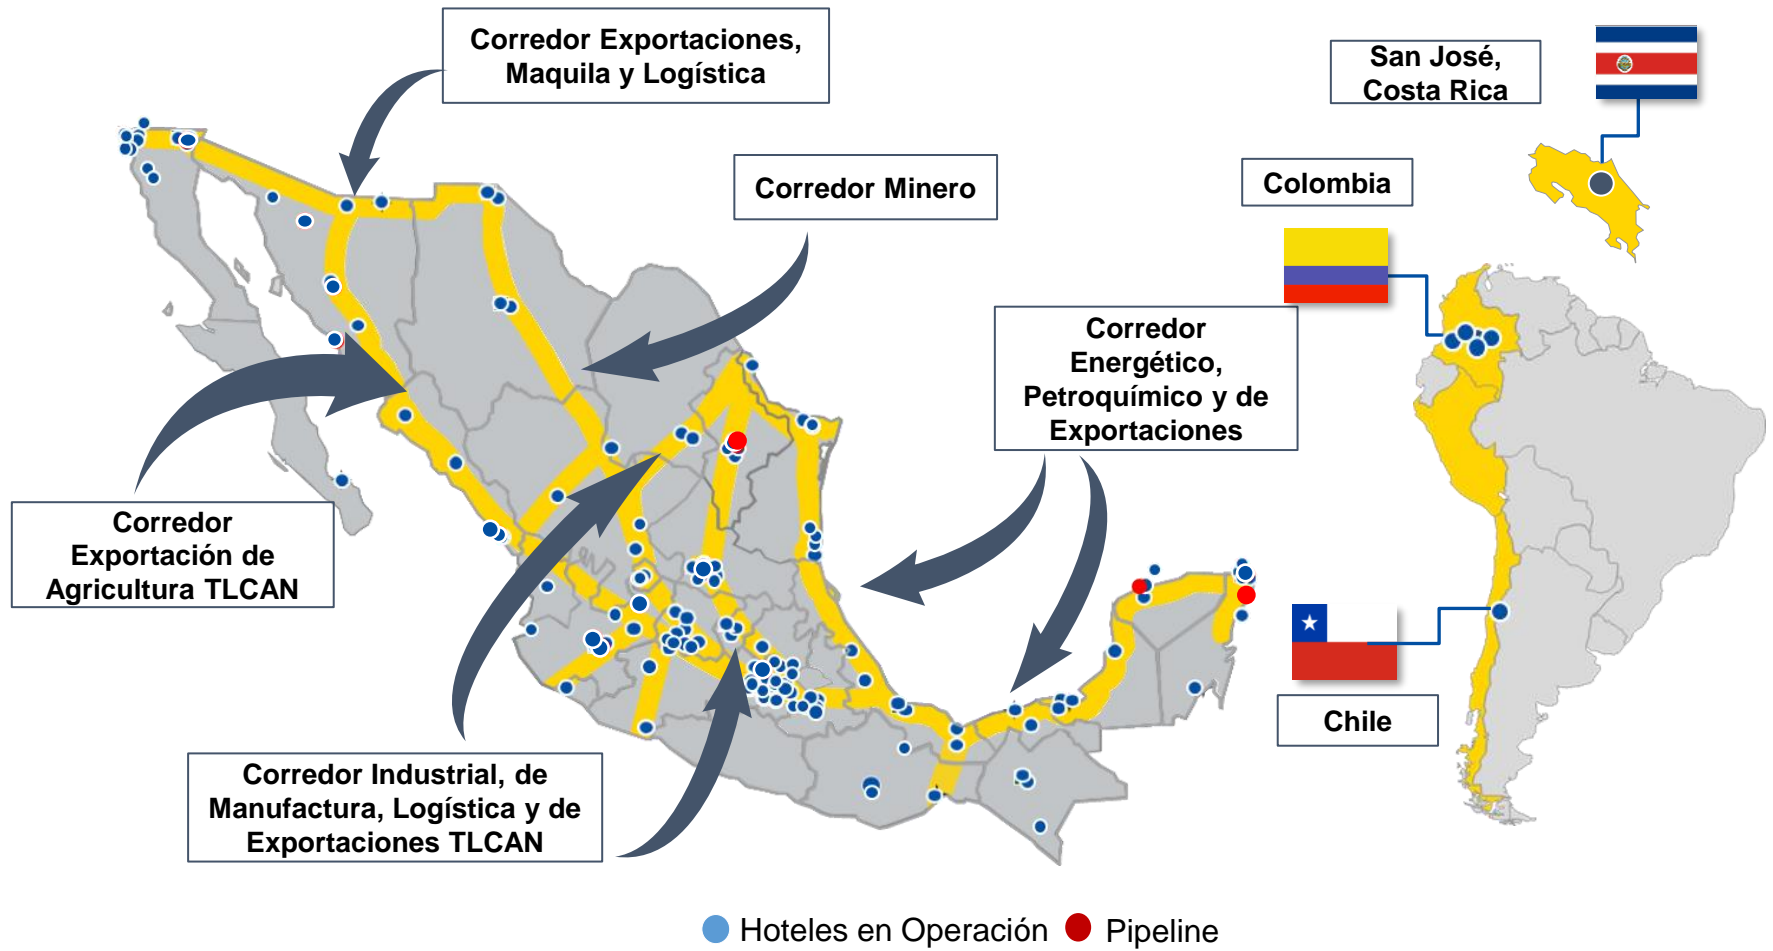 Corredor Exportaciones,
Maquila y Logística
San José,
Costa Rica
Corredor Minero
Colombia
Corredor
Energético,
Petroquímico y de
Exportaciones
Corredor
Exportación de
Agricultura TLCAN
Chile
Corredor Industrial, de
Manufactura, Logística y de
Exportaciones TLCAN
Hoteles en Operación
Pipeline